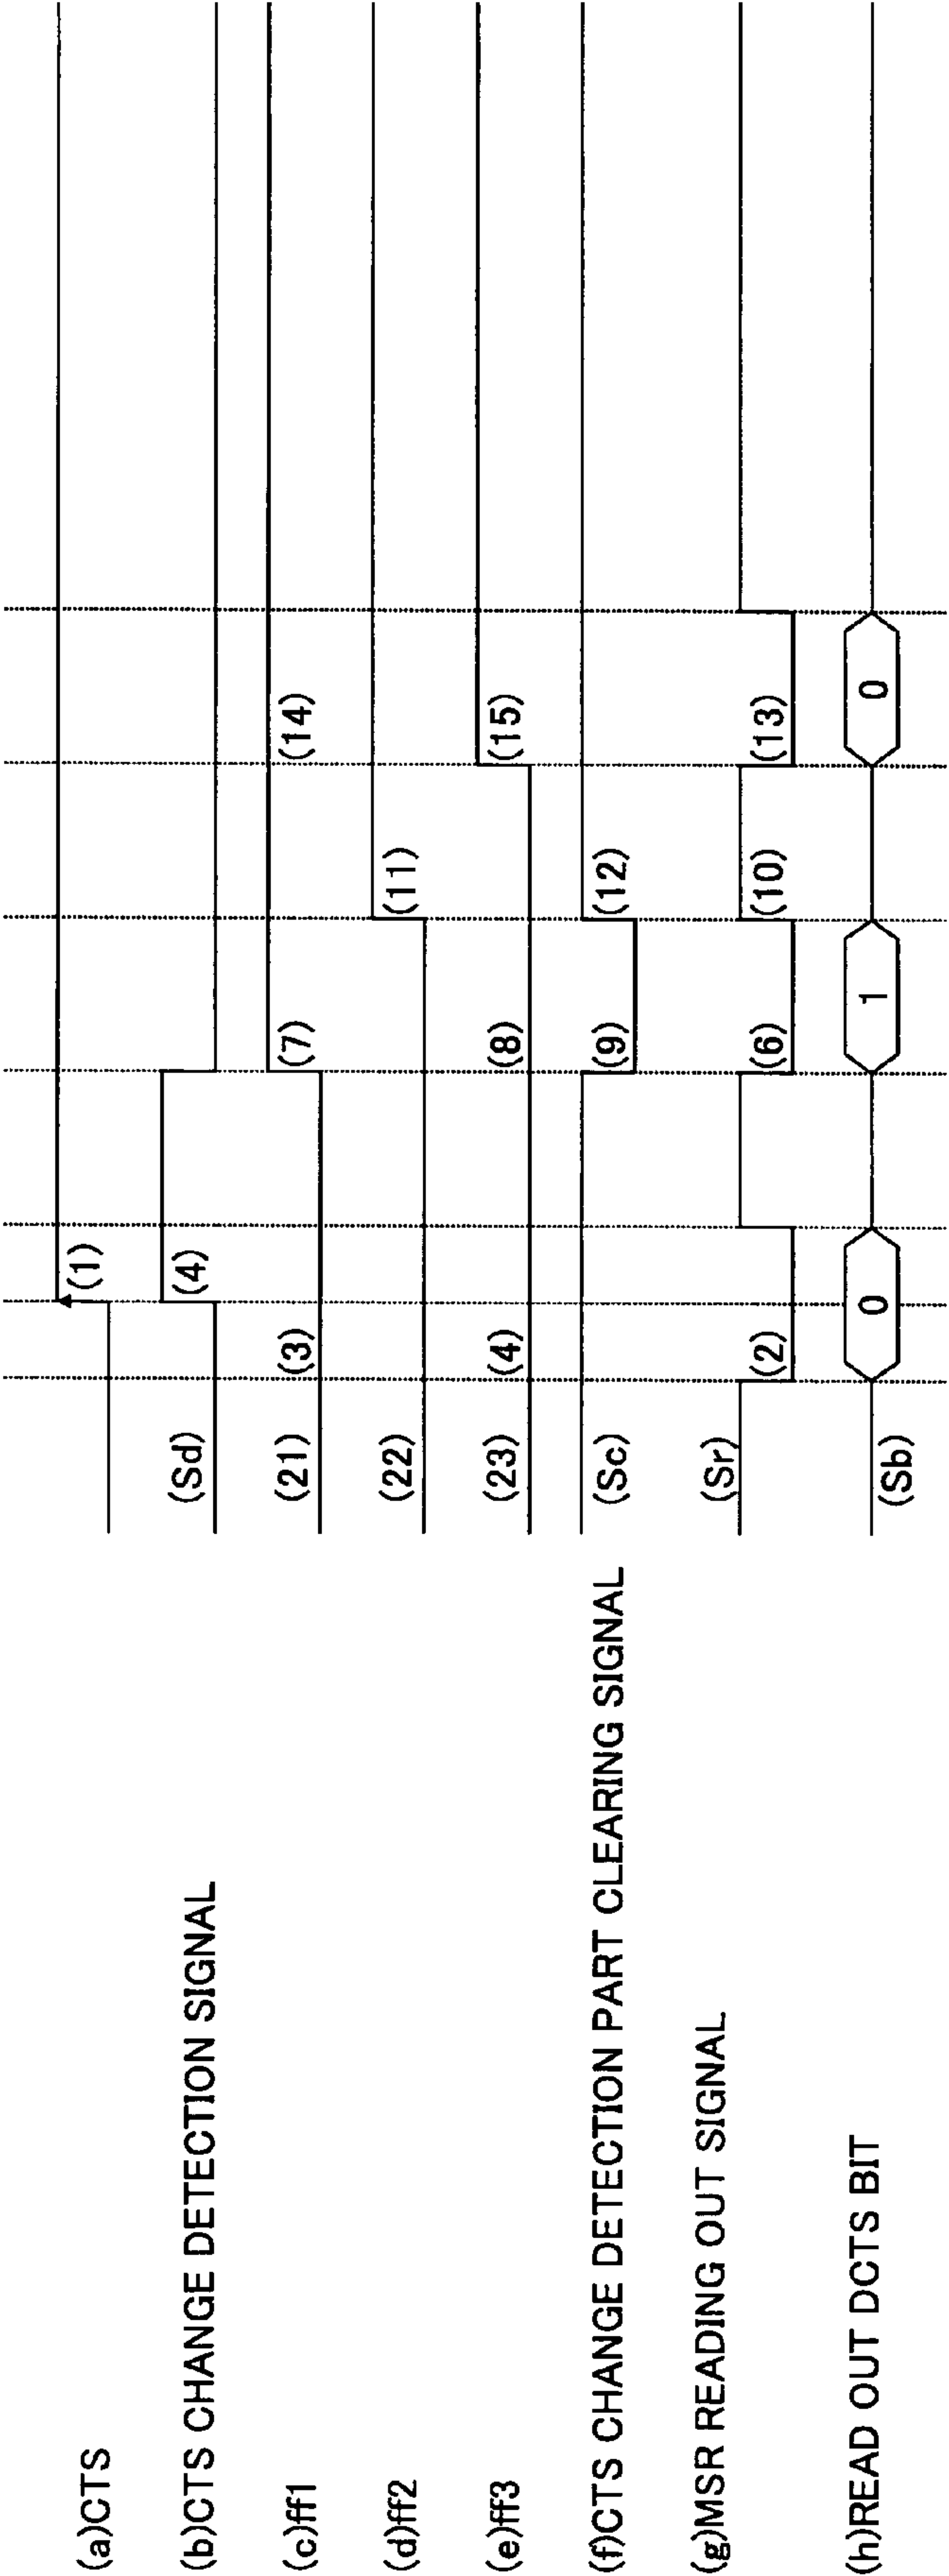 (a)CTS (1)
(b)CTS CHANGE DETECTION SIGNAL (Sd) (4)
(c)ff1 (21) (3) (7) (14)
(d)ff2 (22) (11)
(e)ff3 (23) (4) (8) (15)
(f)CTS CHANGE DETECTION PART CLEARING SIGNAL (Sc) (9) (12)
(g)MSR READING OUT SIGNAL (Sr) (2) (6) (10) (13)
(h)READ OUT DCTS BIT (Sb) 0 1 0